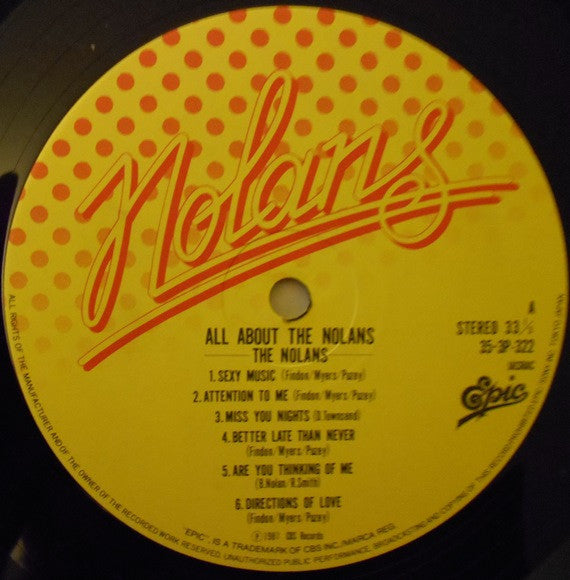 Nolans
ALL ABOUT THE NOLANS
THE NOLANS
1.SEXY MUSIC (Findon/Myers/Puzey)
2.ATTENTION TO ME (Findon/Myers/Puzey)
3.MISS YOU NIGHTS (D.Townsend)
4.BETTER LATE THAN NEVER
(Findon/Myers/Puzey)
5.ARE YOU THINKING OF ME
(B.Nolan/R.Smith)
6.DIRECTIONS OF LOVE
(Findon/Myers/Puzey)
℗ 1981 CBS Records
A
STEREO 33⅓
35・3P-322
Epic
"EPIC" IS A TRADEMARK OF CBS INC./MARCA REG.
ALL RIGHTS OF THE MANUFACTURER AND OF THE OWNER OF THE RECORDED WORK RESERVED. UNAUTHORIZED PUBLIC PERFORMANCE, BROADCASTING AND COPYING OF THIS RECORD PROHIBITED.